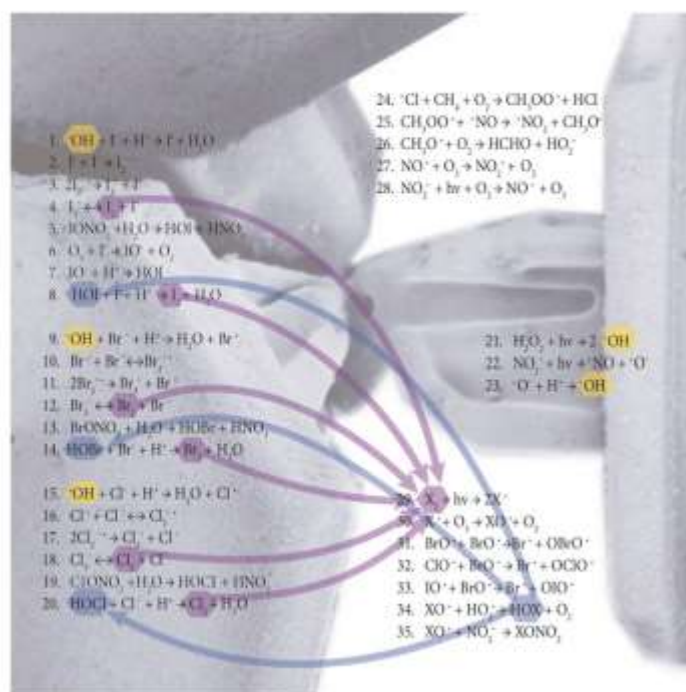 1. ·OH + I⁻ + H⁺ → I· + H₂O
2. I· + I⁻ → I₂·⁻
3. 2I₂·⁻ → I₃⁻ + I⁻
4. I₃⁻ ↔ I₂ + I⁻
5. IONO₂ + H₂O → HOI + HNO₃
6. O₃ + I⁻ → IO⁻ + O₂
7. IO⁻ + H⁺ → HOI
8. HOI + I⁻ + H⁺ → I₂ + H₂O
9. ·OH + Br⁻ + H⁺ → H₂O + Br·
10. Br· + Br⁻ ↔ Br₂·⁻
11. 2Br₂·⁻ → Br₃⁻ + Br⁻
12. Br₃⁻ ↔ Br₂ + Br⁻
13. BrONO₂ + H₂O → HOBr + HNO₃
14. HOBr + Br⁻ + H⁺ → Br₂ + H₂O
15. ·OH + Cl⁻ + H⁺ → H₂O + Cl·
16. Cl· + Cl⁻ ↔ Cl₂·⁻
17. 2Cl₂·⁻ → Cl₃⁻ + Cl⁻
18. Cl₃⁻ ↔ Cl₂ + Cl⁻
19. ClONO₂ + H₂O → HOCl + HNO₃
20. HOCl + Cl⁻ + H⁺ → Cl₂ + H₂O
24. ·Cl + CH₄ + O₂ → CH₃OO· + HCl
25. CH₃OO· + ·NO → ·NO₂ + CH₃O·
26. CH₃O· + O₂ → HCHO + HO₂·
27. NO· + O₃ → NO₂· + O₂
28. NO₂· + hν + O₂ → NO· + O₃
21. H₂O₂ + hν → 2 ·OH
22. NO₃⁻ + hν → ·NO + ·O⁻
23. ·O⁻ + H⁺ → ·OH
29. X₂ + hν → 2X·
30. X· + O₃ → XO· + O₂
31. BrO· + BrO· → Br· + OBrO·
32. ClO· + BrO· → Br· + OClO·
33. IO· + BrO· → Br· + OIO·
34. XO· + HO₂· → HOX + O₂
35. XO· + NO₂· → XONO₂